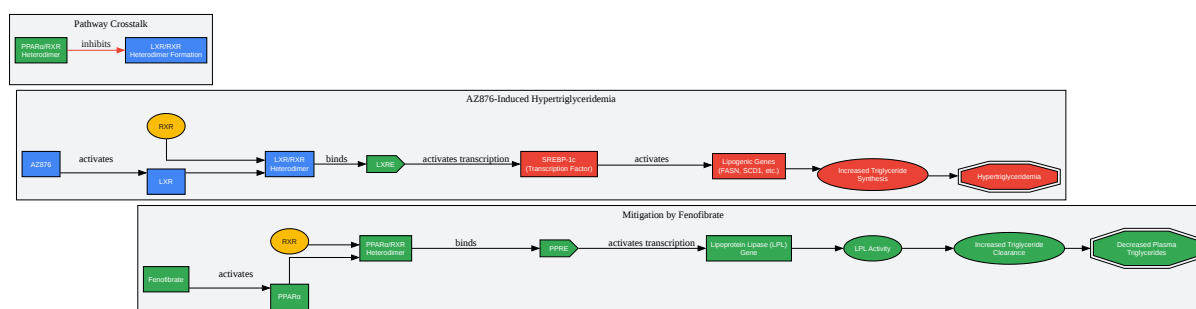 Pathway Crosstalk
PPARα/RXR
Heterodimer
inhibits
LXR/RXR
Heterodimer Formation
AZ876-Induced Hypertriglyceridemia
RXR
AZ876
activates
LXR
LXR/RXR
Heterodimer
binds
LXRE
activates transcription
SREBP-1c
(Transcription Factor)
activates
Lipogenic Genes
(FASN, SCD1, etc.)
Increased Triglyceride
Synthesis
Hypertriglyceridemia
Mitigation by Fenofibrate
RXR
Fenofibrate
activates
PPARα
PPARα/RXR
Heterodimer
binds
PPRE
activates transcription
Lipoprotein Lipase (LPL)
Gene
LPL Activity
Increased Triglyceride
Clearance
Decreased Plasma
Triglycerides